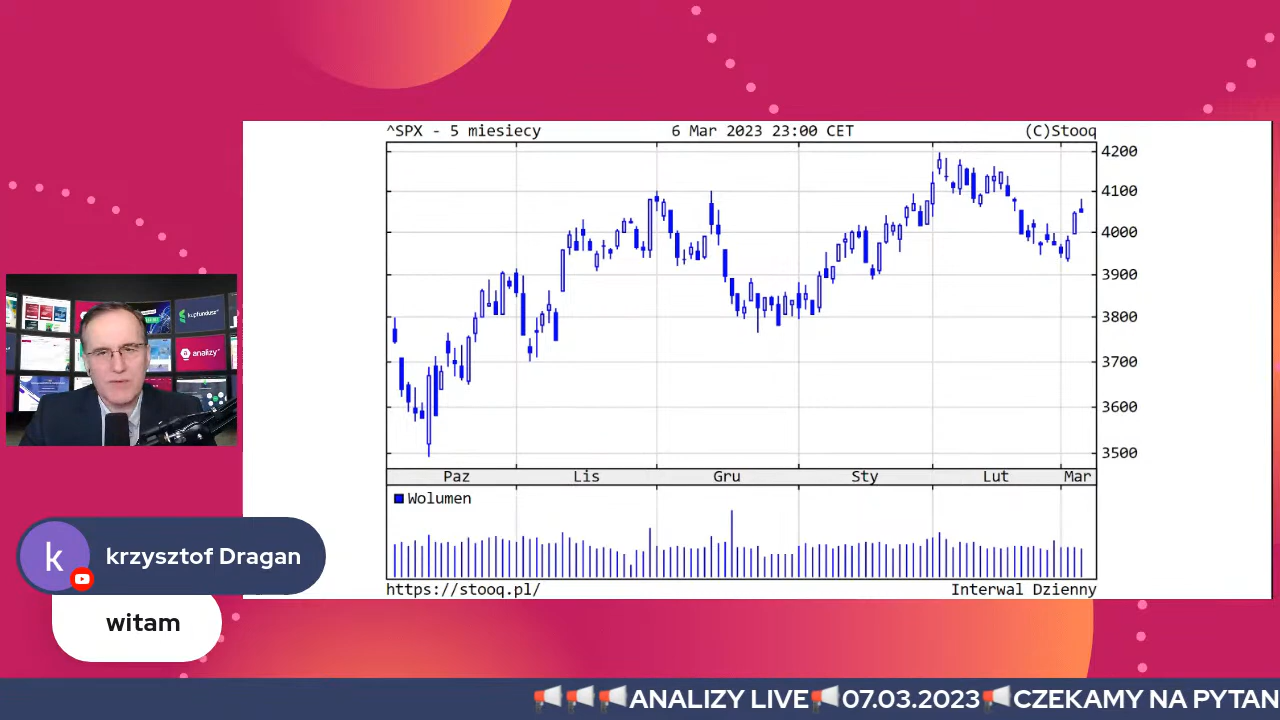 ^SPX - 5 miesiecy 6 Mar 2023 23:00 CET (C)Stooq
4200
4100
4000
3900
3800
3700
3600
3500
Paz Lis Gru Sty Lut Mar
Wolumen
https://stooq.pl/ Interwal Dzienny
kupfundusz
analizy
k
krzysztof Dragan
witam
ANALIZY LIVE 07.03.2023 CZEKAMY NA PYTAN